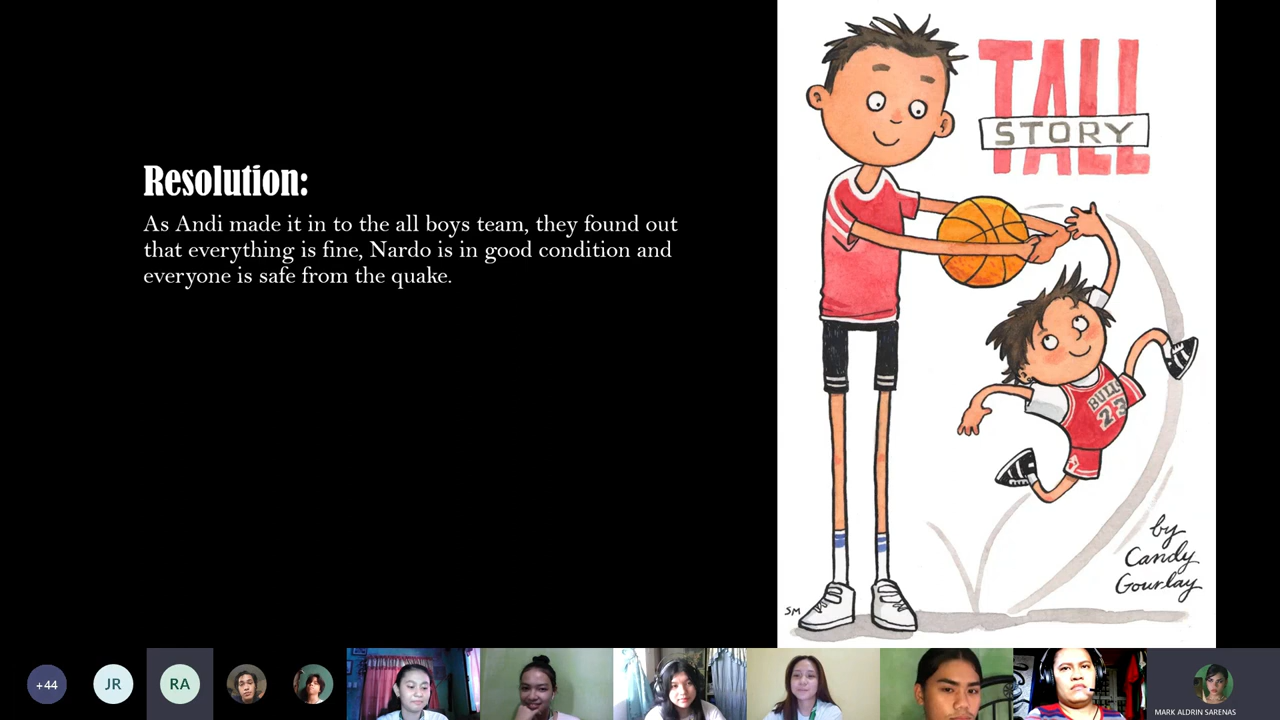 Resolution:
As Andi made it in to the all boys team, they found out
that everything is fine, Nardo is in good condition and
everyone is safe from the quake.
TALL
STORY
BULLS
23
by
Candy
Gourlay
SM
+44
JR
RA
MARK ALDRIN SARENAS